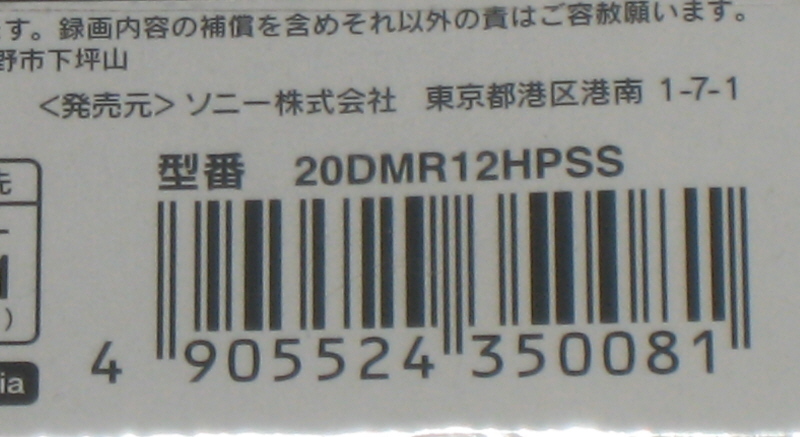 す。録画内容の補償を含めそれ以外の責はご容赦願います。
野市下坪山
<発売元> ソニー株式会社 東京都港区港南 1-7-1
型番 20DMR12HPSS
4 905524 350081
ia